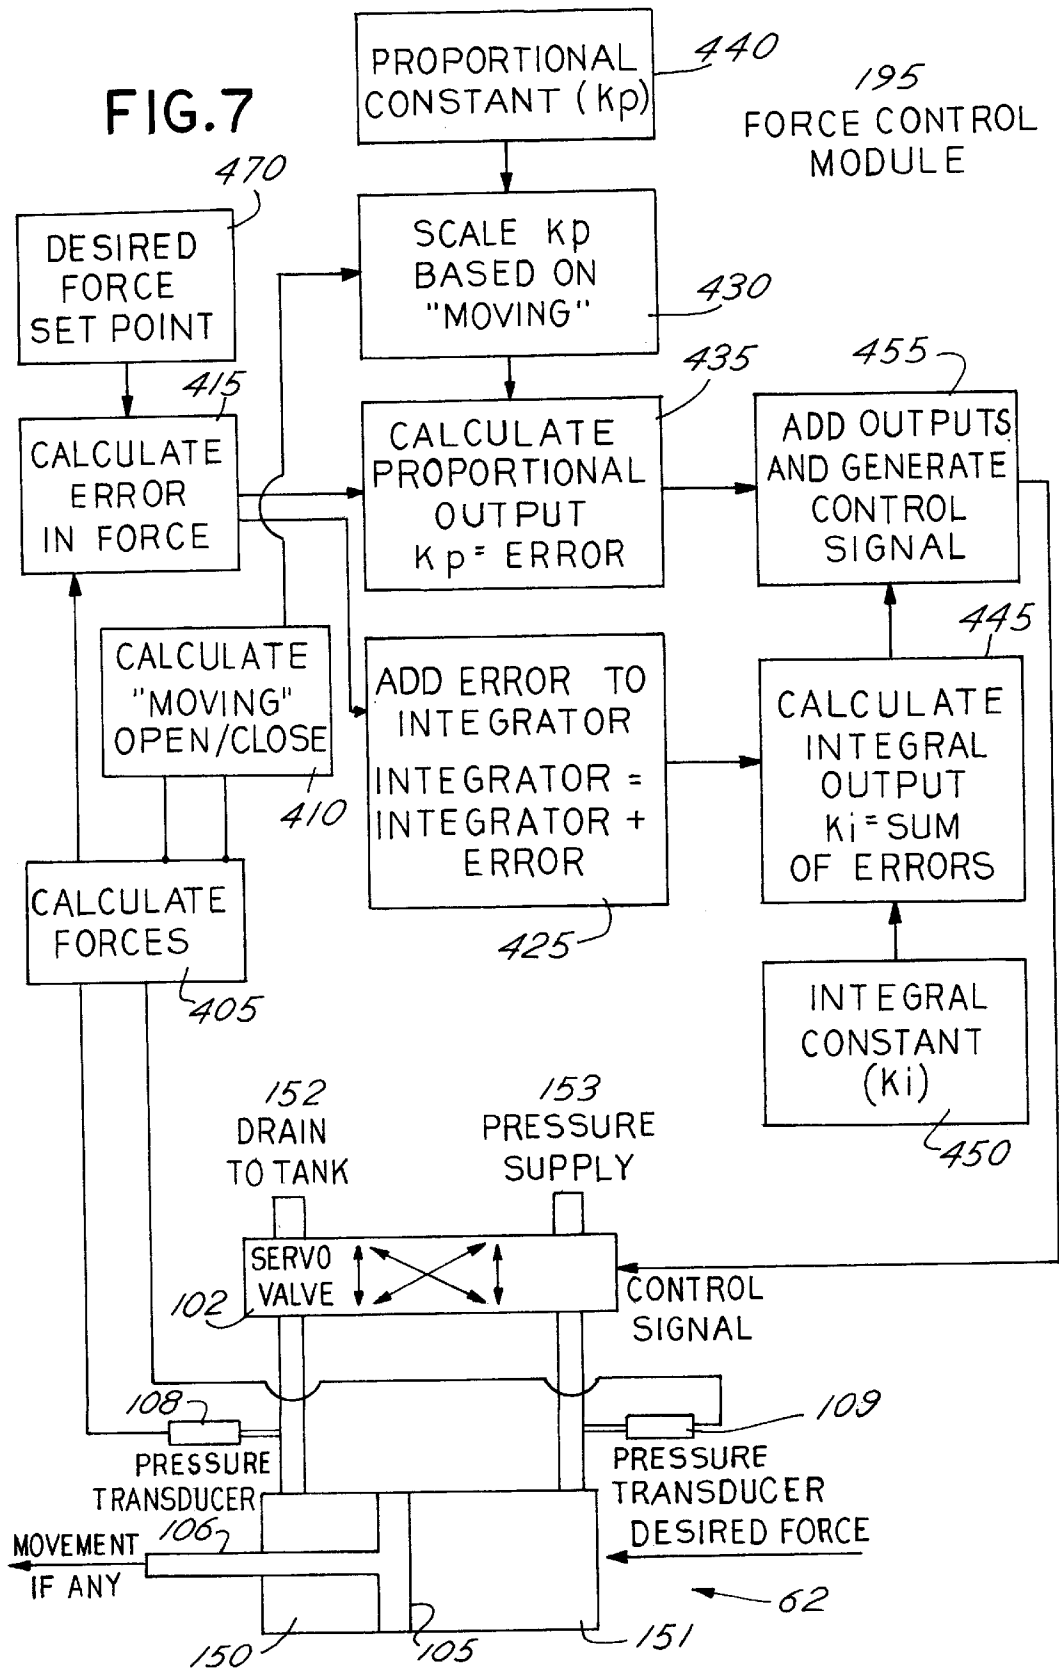 FIG.7
440
PROPORTIONAL
CONSTANT (Kp)
195
FORCE CONTROL
MODULE
470
DESIRED
FORCE
SET POINT
SCALE Kp
BASED ON
"MOVING"
430
415
CALCULATE
ERROR
IN FORCE
435
CALCULATE
PROPORTIONAL
OUTPUT
Kp = ERROR
455
ADD OUTPUTS
AND GENERATE
CONTROL
SIGNAL
CALCULATE
"MOVING"
OPEN/CLOSE
410
ADD ERROR TO
INTEGRATOR
INTEGRATOR =
INTEGRATOR +
ERROR
425
445
CALCULATE
INTEGRAL
OUTPUT
Ki = SUM
OF ERRORS
CALCULATE
FORCES
405
INTEGRAL
CONSTANT
(Ki)
450
152
DRAIN
TO TANK
153
PRESSURE
SUPPLY
SERVO
VALVE
102
CONTROL
SIGNAL
108
PRESSURE
TRANSDUCER
109
PRESSURE
TRANSDUCER
DESIRED FORCE
106
MOVEMENT
IF ANY
62
150
105
151